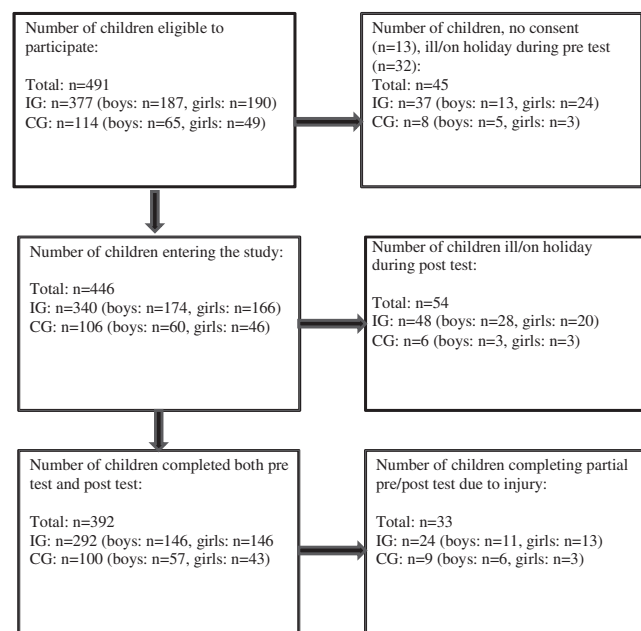 Number of children eligible to
participate:
Total: n=491
IG: n=377 (boys: n=187, girls: n=190)
CG: n=114 (boys: n=65, girls: n=49)
Number of children, no consent
(n=13), ill/on holiday during pre test
(n=32):
Total: n=45
IG: n=37 (boys: n=13, girls: n=24)
CG: n=8 (boys: n=5, girls: n=3)
Number of children entering the study:
Total: n=446
IG: n=340 (boys: n=174, girls: n=166)
CG: n=106 (boys: n=60, girls: n=46)
Number of children ill/on holiday
during post test:
Total: n=54
IG: n=48 (boys: n=28, girls: n=20)
CG: n=6 (boys: n=3, girls: n=3)
Number of children completed both pre
test and post test:
Total: n=392
IG: n=292 (boys: n=146, girls: n=146
CG: n=100 (boys: n=57, girls: n=43)
Number of children completing partial
pre/post test due to injury:
Total: n=33
IG: n=24 (boys: n=11, girls: n=13)
CG: n=9 (boys: n=6, girls: n=3)